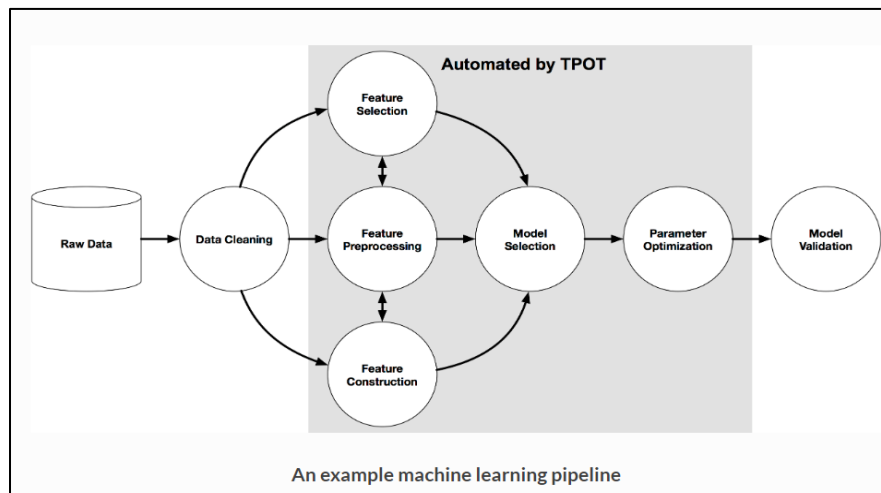 Automated by TPOT
Feature
Selection
Raw Data
Data Cleaning
Feature
Preprocessing
Model
Selection
Parameter
Optimization
Model
Validation
Feature
Construction
An example machine learning pipeline